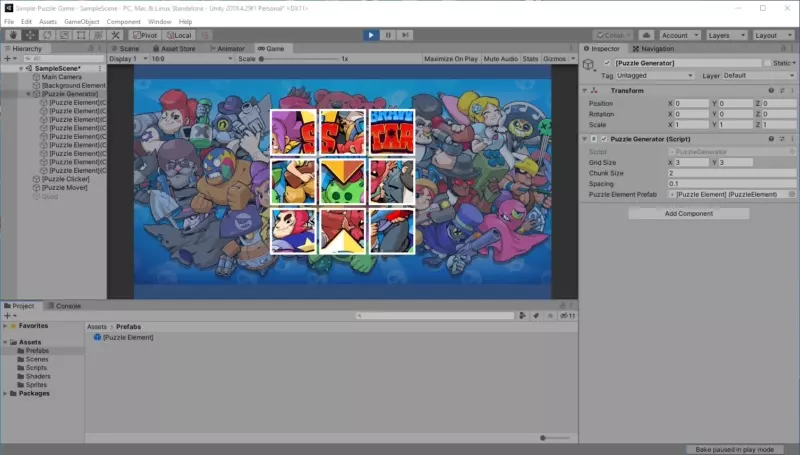 Sample Puzzle Game - SampleScene - PC, Mac & Linux Standalone - Unity 2019.4.29f1 Personal* <DX11>
File Edit Assets GameObject Component Window Help
Pivot Local Collab Account Layers Layout
Hierarchy
All
SampleScene*
Main Camera
[Background Element
[Puzzle Generator]
[Puzzle Element](C
[Puzzle Element](C
[Puzzle Element](C
[Puzzle Element](C
[Puzzle Element](C
[Puzzle Element](C
[Puzzle Element](C
[Puzzle Element](C
[Puzzle Element](C
[Puzzle Clicker]
[Puzzle Mover]
Quad
Scene Asset Store Animator Game
Display 1 16:9 Scale 1x Maximize On Play Mute Audio Stats Gizmos
Inspector Navigation
[Puzzle Generator] Static
Tag Untagged Layer Default
Transform
Position X 0 Y 0 Z 0
Rotation X 0 Y 0 Z 0
Scale X 1 Y 1 Z 1
Puzzle Generator (Script)
Script PuzzleGenerator
Grid Size X 3 Y 3
Chunk Size 2
Spacing 0.1
Puzzle Element Prefab [Puzzle Element] (PuzzleElement)
Add Component
Project Console
11
Favorites
Assets
Prefabs
Scenes
Scripts
Shaders
Sprites
Packages
Assets Prefabs
[Puzzle Element]
Bake paused in play mode